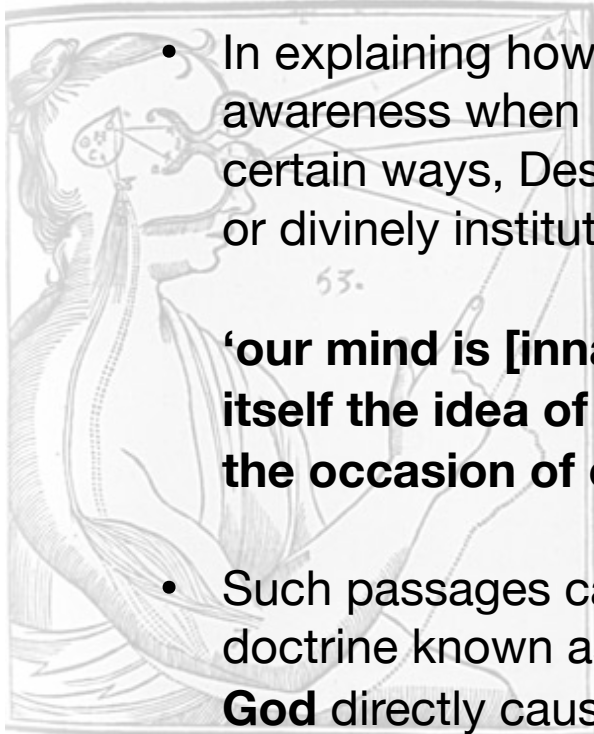 • In explaining how
awareness when
certain ways, Des
or divinely institut
63.
‘our mind is [inna
itself the idea of
the occasion of
• Such passages ca
doctrine known a
God directly caus